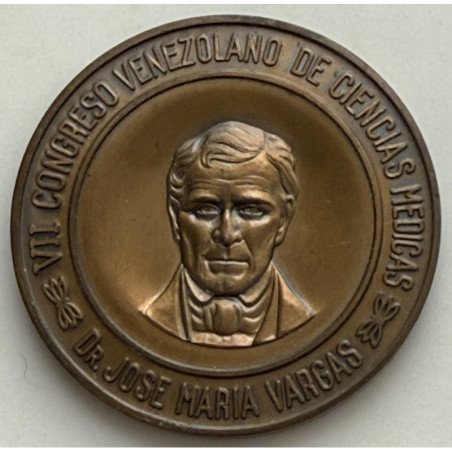 VII CONGRESO VENEZOLANO DE CIENCIAS MEDICAS
DR. JOSE MARIA VARGAS